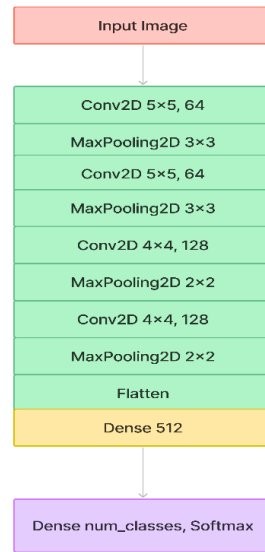 Input Image
Conv2D 5×5, 64
MaxPooling2D 3×3
Conv2D 5×5, 64
MaxPooling2D 3×3
Conv2D 4×4, 128
MaxPooling2D 2×2
Conv2D 4×4, 128
MaxPooling2D 2×2
Flatten
Dense 512
Dense num_classes, Softmax